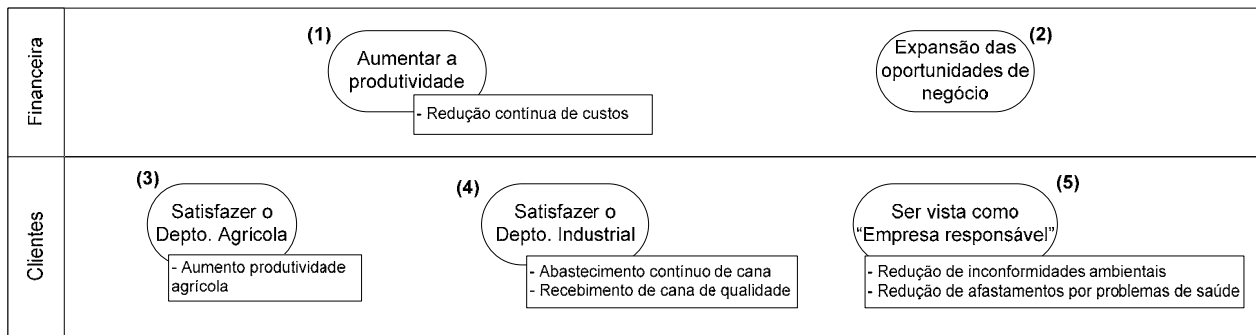 Financeira
(1)
Aumentar a
produtividade
- Redução contínua de custos
(2)
Expansão das
oportunidades de
negócio
Clientes
(3)
Satisfazer o
Depto. Agrícola
- Aumento produtividade
agrícola
(4)
Satisfazer o
Depto. Industrial
- Abastecimento contínuo de cana
- Recebimento de cana de qualidade
(5)
Ser vista como
“Empresa responsável”
- Redução de inconformidades ambientais
- Redução de afastamentos por problemas de saúde